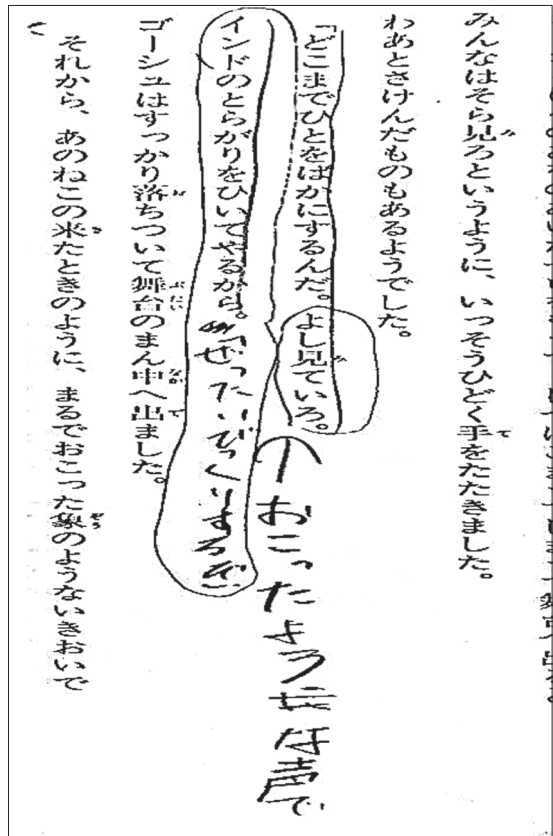 みんなはそら見ろというように、いっそうひどく手をたたきました。
わあとさけんだものもあるようでした。
「どこまでひとをばかにするんだ。よし見ていろ。
おこったような声で
インドのとらがりをひいてやるから。
ぜったいびっくりするぞ
ゴーシュはすっかり落ちついて舞台のまん中へ出ました。
それから、あのねこの来たときのように、まるでおこった象のようないきおいで